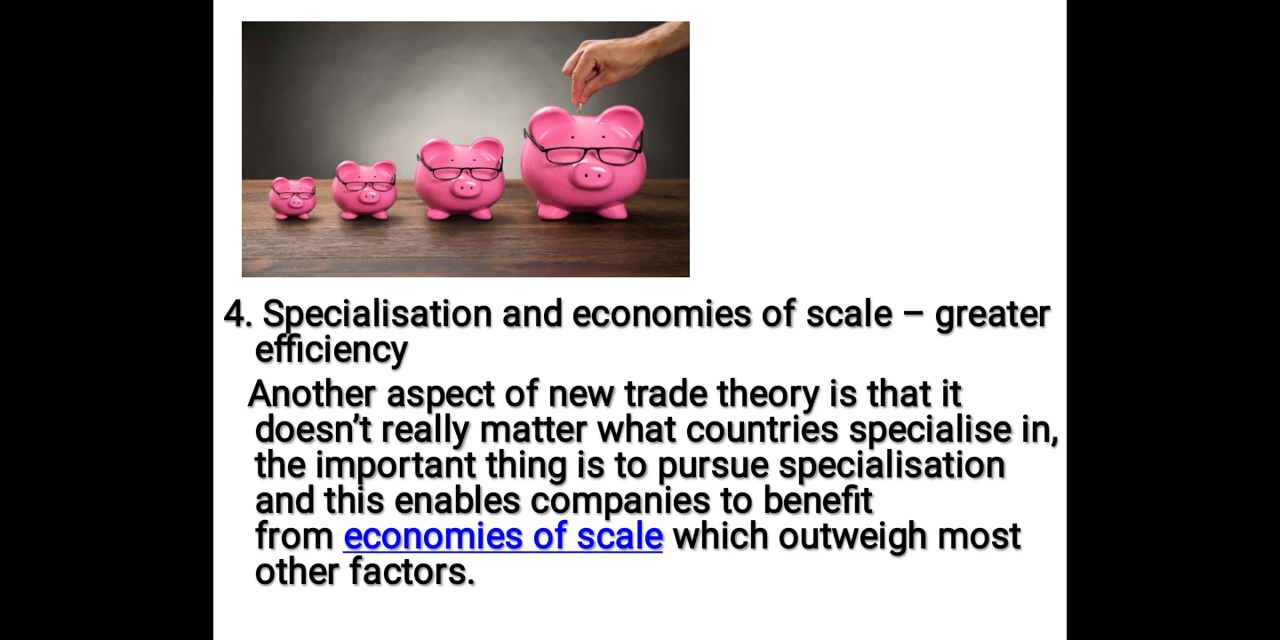 4. Specialisation and economies of scale – greater
efficiency
Another aspect of new trade theory is that it
doesn’t really matter what countries specialise in,
the important thing is to pursue specialisation
and this enables companies to benefit
from economies of scale which outweigh most
other factors.